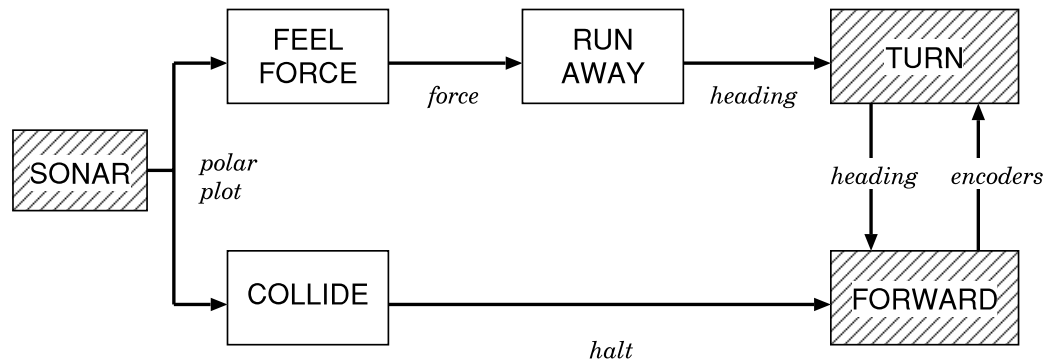 FEEL
FORCE
RUN
AWAY
TURN
force
heading
SONAR
polar
plot
heading
encoders
COLLIDE
FORWARD
halt